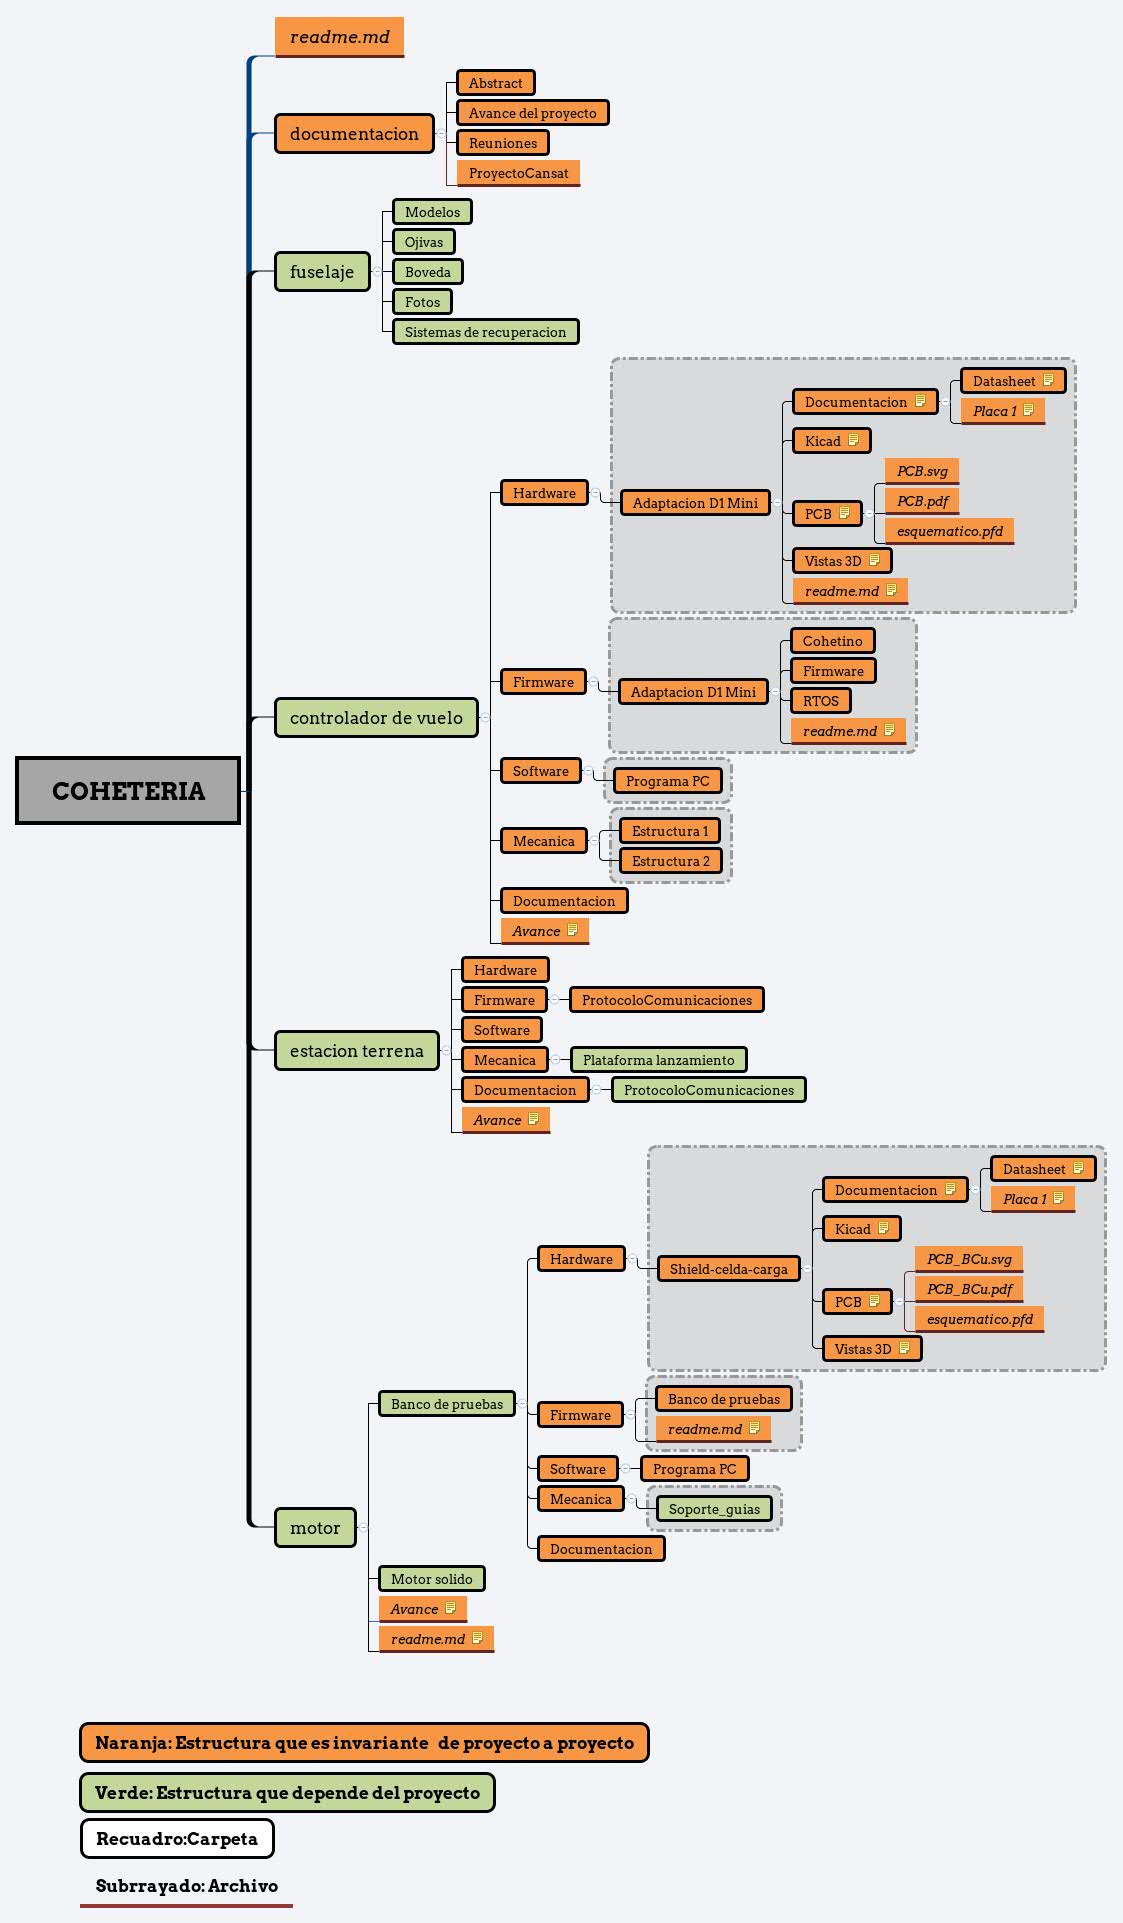 readme.md
documentacion
Abstract
Avance del proyecto
Reuniones
ProyectoCansat
fuselaje
Modelos
Ojivas
Boveda
Fotos
Sistemas de recuperacion
COHETERIA
controlador de vuelo
Hardware
Adaptacion D1 Mini
Documentacion
Datasheet
Placa 1
Kicad
PCB
PCB.svg
PCB.pdf
esquematico.pfd
Vistas 3D
readme.md
Firmware
Adaptacion D1 Mini
Cohetino
Firmware
RTOS
readme.md
Software
Programa PC
Mecanica
Estructura 1
Estructura 2
Documentacion
Avance
estacion terrena
Hardware
Firmware
ProtocoloComunicaciones
Software
Mecanica
Plataforma lanzamiento
Documentacion
ProtocoloComunicaciones
Avance
motor
Banco de pruebas
Hardware
Shield-celda-carga
Documentacion
Datasheet
Placa 1
Kicad
PCB
PCB_BCu.svg
PCB_BCu.pdf
esquematico.pfd
Vistas 3D
Firmware
Banco de pruebas
readme.md
Software
Programa PC
Mecanica
Soporte_guias
Documentacion
Motor solido
Avance
readme.md
Naranja: Estructura que es invariante  de proyecto a proyecto
Verde: Estructura que depende del proyecto
Recuadro:Carpeta
Subrrayado: Archivo